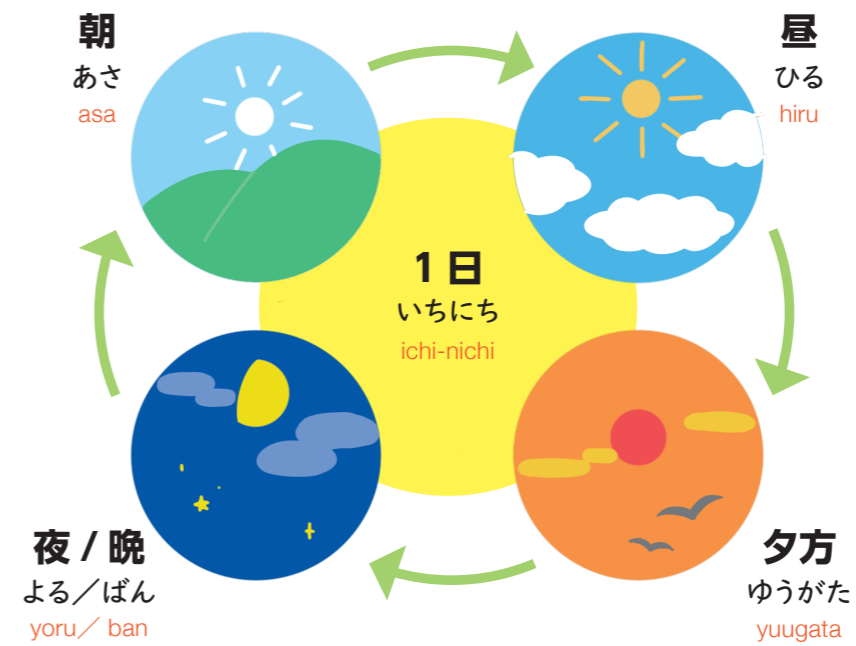 朝
あさ
asa
昼
ひる
hiru
1日
いちにち
ichi-nichi
夜 / 晩
よる／ばん
yoru／ ban
夕方
ゆうがた
yuugata